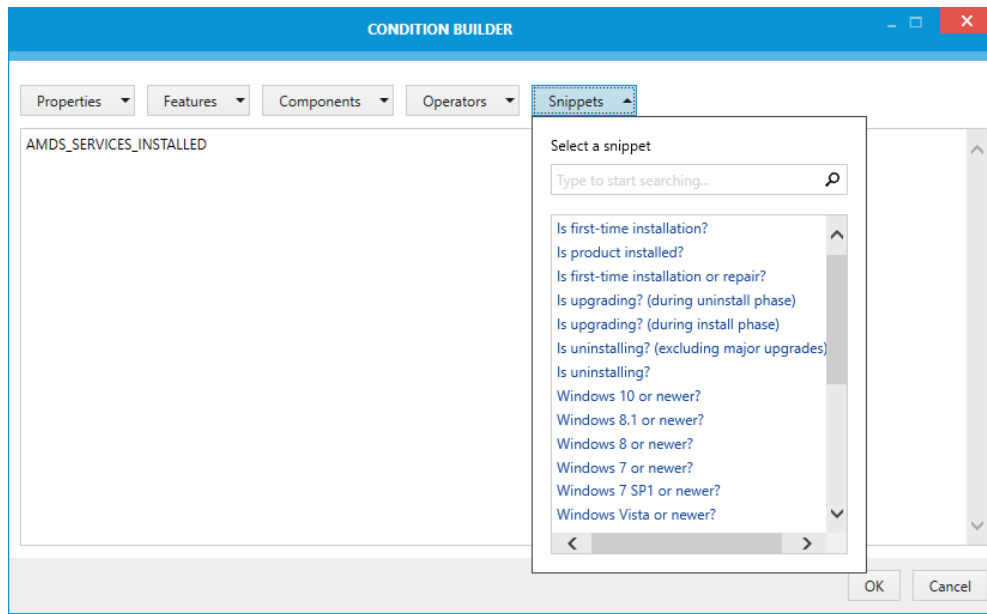 CONDITION BUILDER
Properties Features Components Operators Snippets
AMDS_SERVICES_INSTALLED
Select a snippet
Type to start searching...
Is first-time installation?
Is product installed?
Is first-time installation or repair?
Is upgrading? (during uninstall phase)
Is upgrading? (during install phase)
Is uninstalling? (excluding major upgrades)
Is uninstalling?
Windows 10 or newer?
Windows 8.1 or newer?
Windows 8 or newer?
Windows 7 or newer?
Windows 7 SP1 or newer?
Windows Vista or newer?
OK Cancel